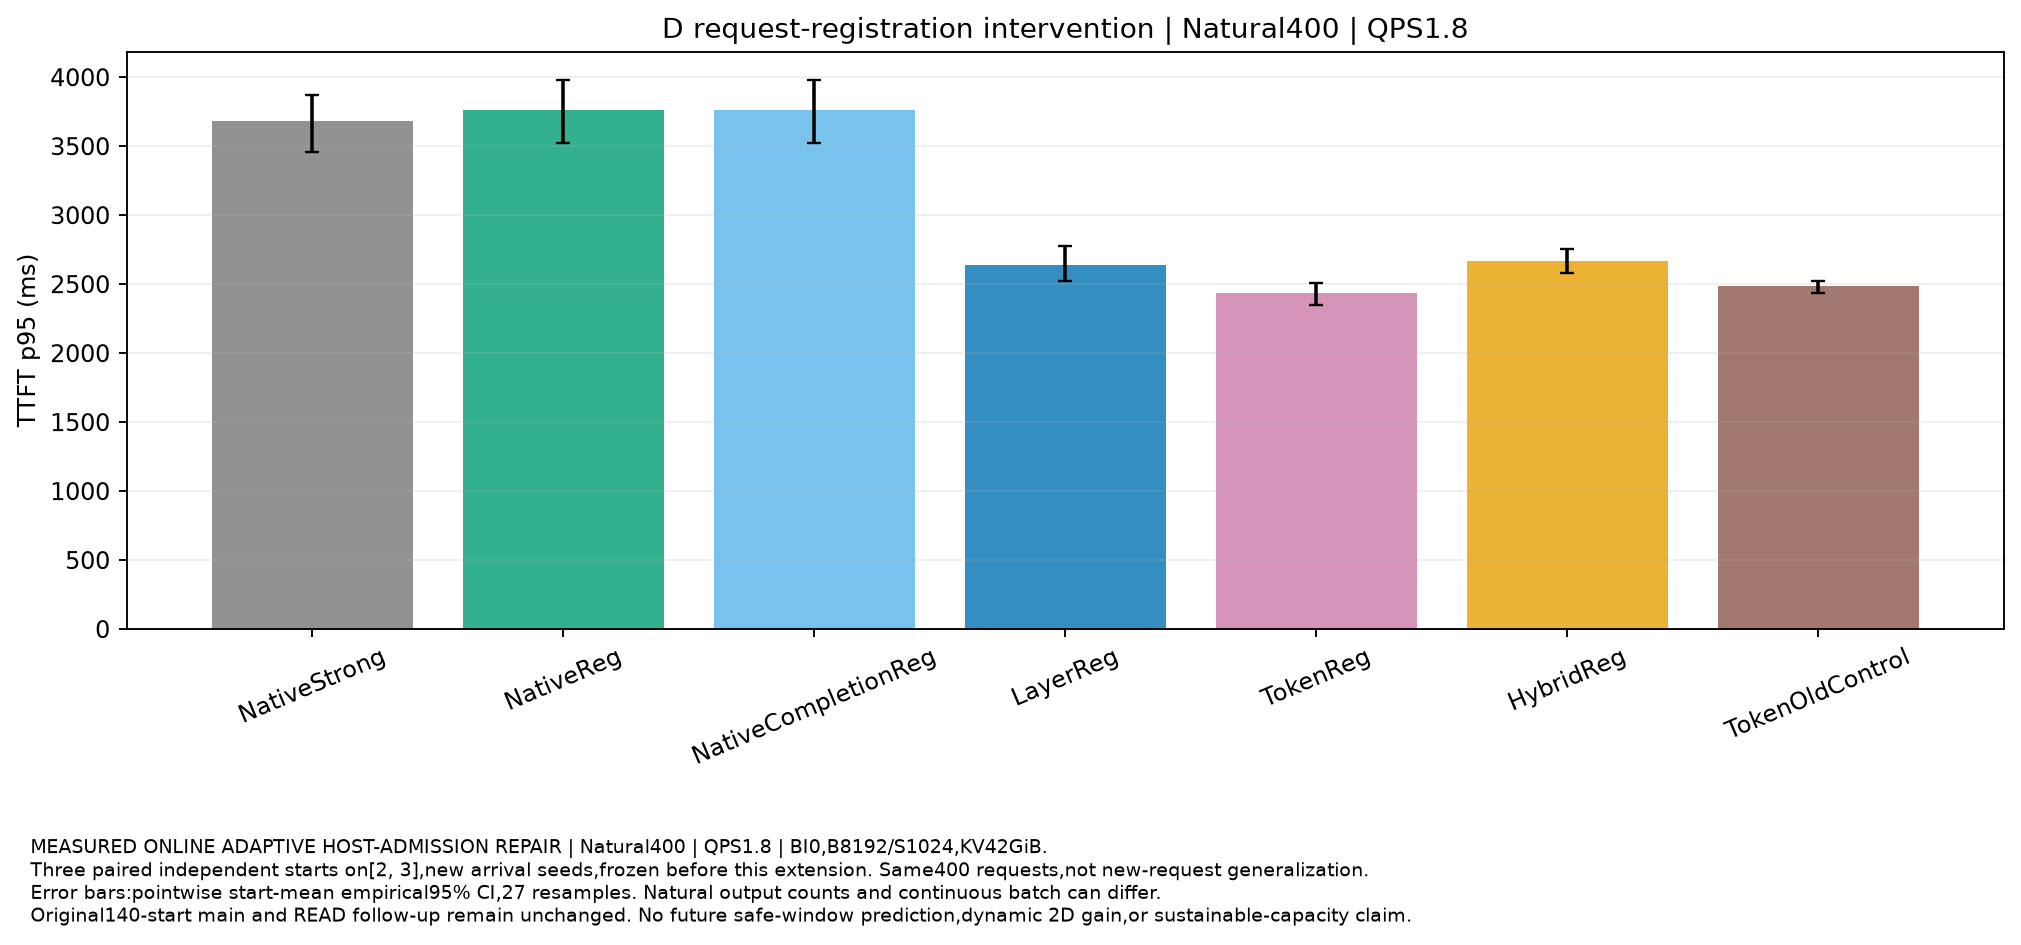 D request-registration intervention | Natural400 | QPS1.8
TTFT p95 (ms)
4000
3500
3000
2500
2000
1500
1000
500
0
NativeStrong
NativeReg
NativeCompletionReg
LayerReg
TokenReg
HybridReg
TokenOldControl
MEASURED ONLINE ADAPTIVE HOST-ADMISSION REPAIR | Natural400 | QPS1.8 | BI0,B8192/S1024,KV42GiB.
Three paired independent starts on[2, 3],new arrival seeds,frozen before this extension. Same400 requests,not new-request generalization.
Error bars:pointwise start-mean empirical95% CI,27 resamples. Natural output counts and continuous batch can differ.
Original140-start main and READ follow-up remain unchanged. No future safe-window prediction,dynamic 2D gain,or sustainable-capacity claim.